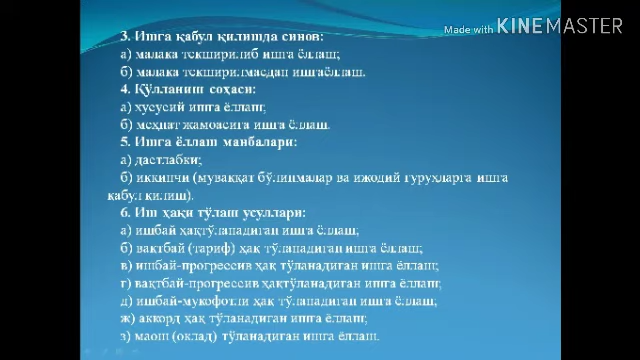 Made with KINEMASTER
3. Ишга қабул қилишда синов:
а) малака текширилиб ишга ёллаш;
б) малака текширилмасдан ишгаёллаш.
4. Қўлланиш соҳаси:
а) хусусий ишга ёллаш;
б) меҳнат жамоасига ишга ёллаш.
5. Ишга ёллаш манбалари:
а) дастлабки;
б) иккинчи (муваққат бўлинмалар ва ижодий гуруҳларга ишга
қабул қилиш).
6. Иш ҳақи тўлаш усуллари:
а) ишбай ҳақтўланадиган ишга ёллаш;
б) вақтбай (тариф) ҳақ тўланадиган ишга ёллаш;
в) ишбай-прогрессив ҳақ тўланадиган ишга ёллаш;
г) вақтбай-прогрессив ҳақтўланадиган ишга ёллаш;
д) ишбай-мукофотли ҳақ тўланадиган ишга ёллаш;
ж) аккорд ҳақ тўланадиган ишга ёллаш;
з) маош (оклад) тўланадиган ишга ёллаш.